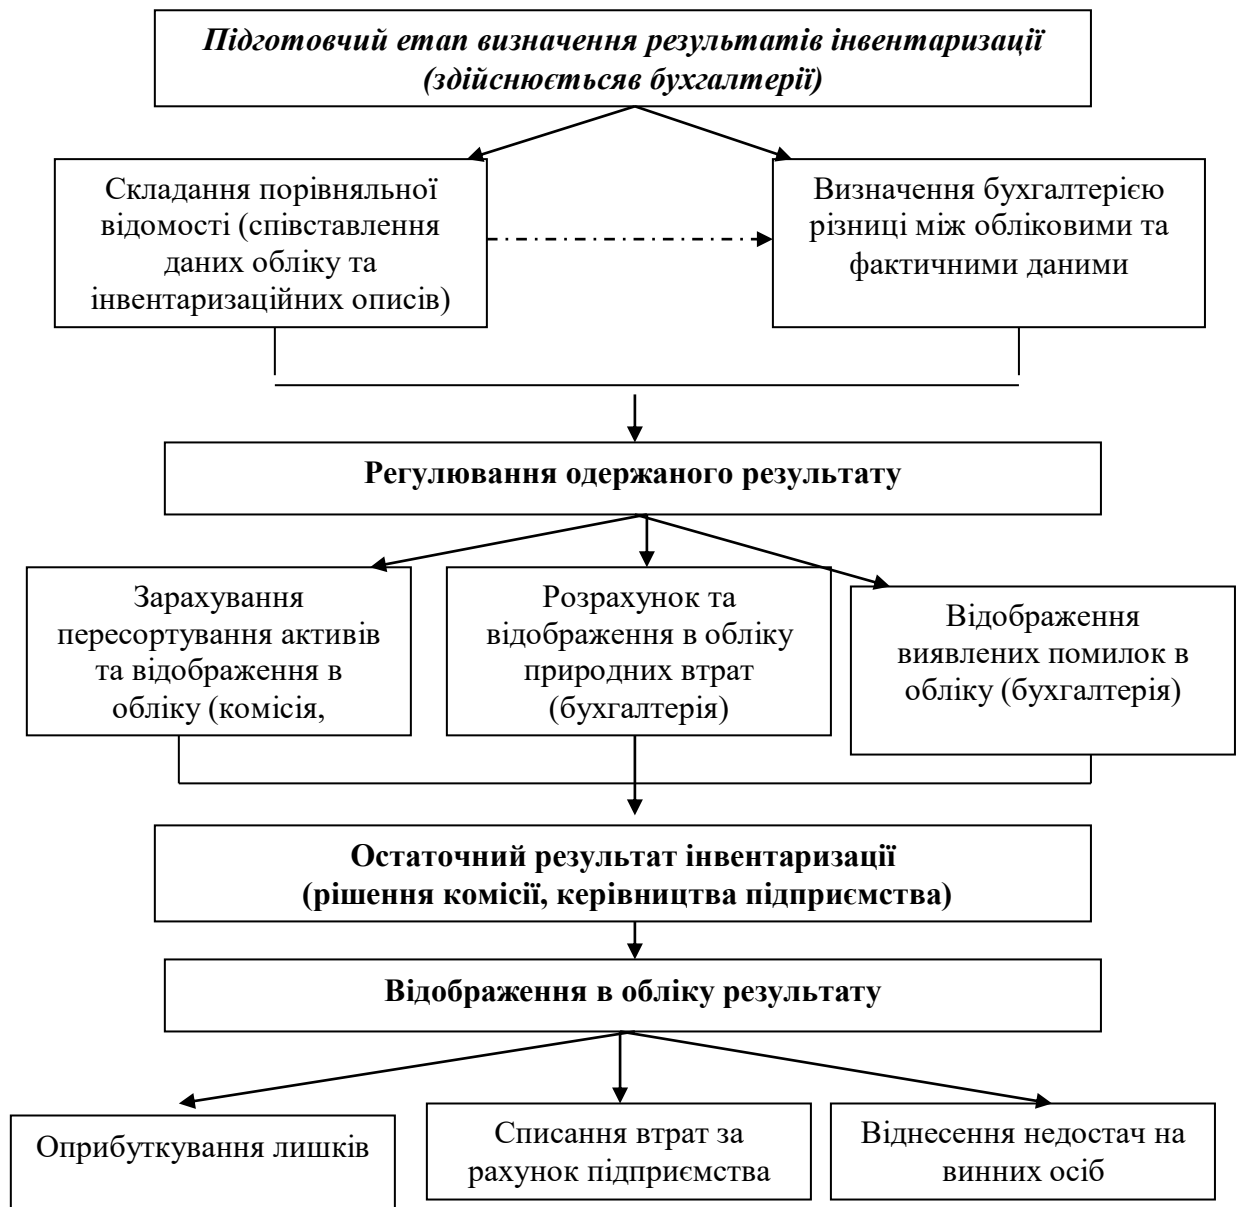 Підготовчий етап визначення результатів інвентаризації
(здійснюєтьсяв бухгалтерії)
Складання порівняльної
відомості (співставлення
даних обліку та
інвентаризаційних описів)
Визначення бухгалтерією
різниці між обліковими та
фактичними даними
Регулювання одержаного результату
Зарахування
пересортування активів
та відображення в
обліку (комісія,
Розрахунок та
відображення в обліку
природних втрат
(бухгалтерія)
Відображення
виявлених помилок в
обліку (бухгалтерія)
Остаточний результат інвентаризації
(рішення комісії, керівництва підприємства)
Відображення в обліку результату
Оприбуткування лишків
Списання втрат за
рахунок підприємства
Віднесення недостач на
винних осіб